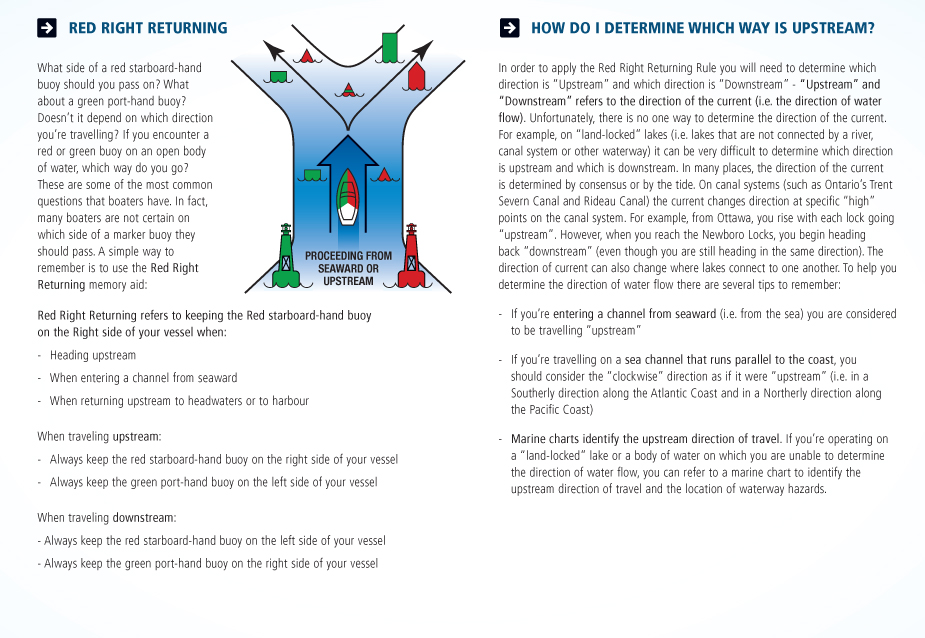 RED RIGHT RETURNING
What side of a red starboard-hand
buoy should you pass on? What
about a green port-hand buoy?
Doesn't it depend on which direction
you're travelling? If you encounter a
red or green buoy on an open body
of water, which way do you go?
These are some of the most common
questions that boaters have. In fact,
many boaters are not certain on
which side of a marker buoy they
should pass. A simple way to
remember is to use the Red Right
Returning memory aid:
PROCEEDING FROM
SEAWARD OR
UPSTREAM
Red Right Returning refers to keeping the Red starboard-hand buoy
on the Right side of your vessel when:
- Heading upstream
- When entering a channel from seaward
- When returning upstream to headwaters or to harbour
When traveling upstream:
- Always keep the red starboard-hand buoy on the right side of your vessel
- Always keep the green port-hand buoy on the left side of your vessel
When traveling downstream:
- Always keep the red starboard-hand buoy on the left side of your vessel
- Always keep the green port-hand buoy on the right side of your vessel
HOW DO I DETERMINE WHICH WAY IS UPSTREAM?
In order to apply the Red Right Returning Rule you will need to determine which
direction is "Upstream" and which direction is "Downstream" - "Upstream" and
"Downstream" refers to the direction of the current (i.e. the direction of water
flow). Unfortunately, there is no one way to determine the direction of the current.
For example, on "land-locked" lakes (i.e. lakes that are not connected by a river,
canal system or other waterway) it can be very difficult to determine which direction
is upstream and which is downstream. In many places, the direction of the current
is determined by consensus or by the tide. On canal systems (such as Ontario's Trent
Severn Canal and Rideau Canal) the current changes direction at specific "high"
points on the canal system. For example, from Ottawa, you rise with each lock going
"upstream". However, when you reach the Newboro Locks, you begin heading
back "downstream" (even though you are still heading in the same direction). The
direction of current can also change where lakes connect to one another. To help you
determine the direction of water flow there are several tips to remember:
- If you're entering a channel from seaward (i.e. from the sea) you are considered
to be travelling "upstream"
- If you're travelling on a sea channel that runs parallel to the coast, you
should consider the "clockwise" direction as if it were "upstream" (i.e. in a
Southerly direction along the Atlantic Coast and in a Northerly direction along
the Pacific Coast)
- Marine charts identify the upstream direction of travel. If you're operating on
a "land-locked" lake or a body of water on which you are unable to determine
the direction of water flow, you can refer to a marine chart to identify the
upstream direction of travel and the location of waterway hazards.